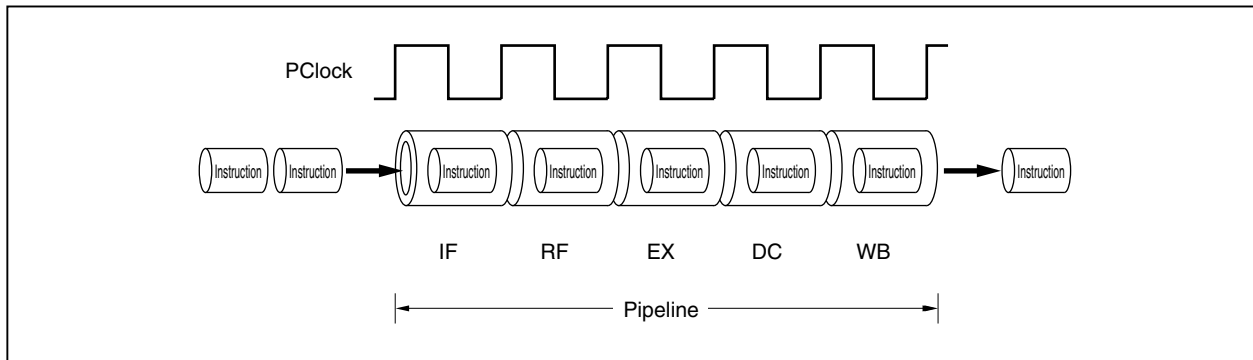 PClock
Instruction Instruction Instruction Instruction Instruction Instruction Instruction Instruction
IF RF EX DC WB
Pipeline